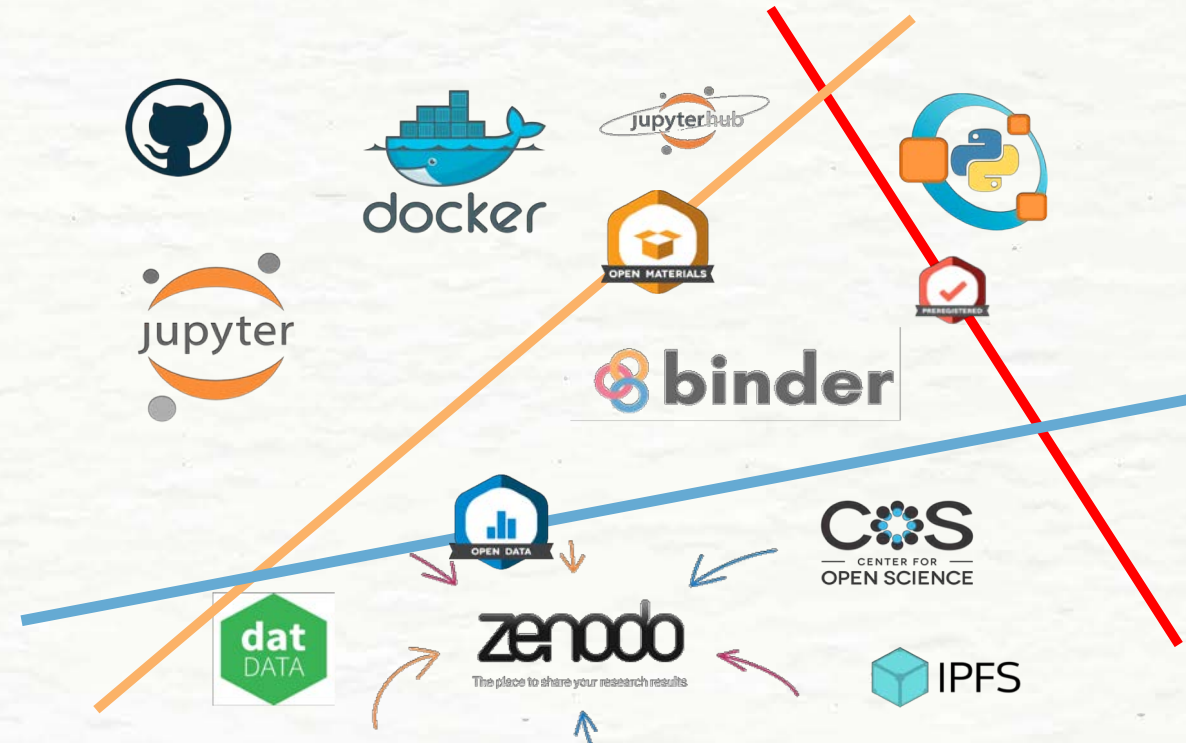 jupyterhub
docker
OPEN MATERIALS
PREREGISTERED
jupyter
binder
OPEN DATA
COS
CENTER FOR
OPEN SCIENCE
dat
DATA
zenodo
The place to share your research results
IPFS